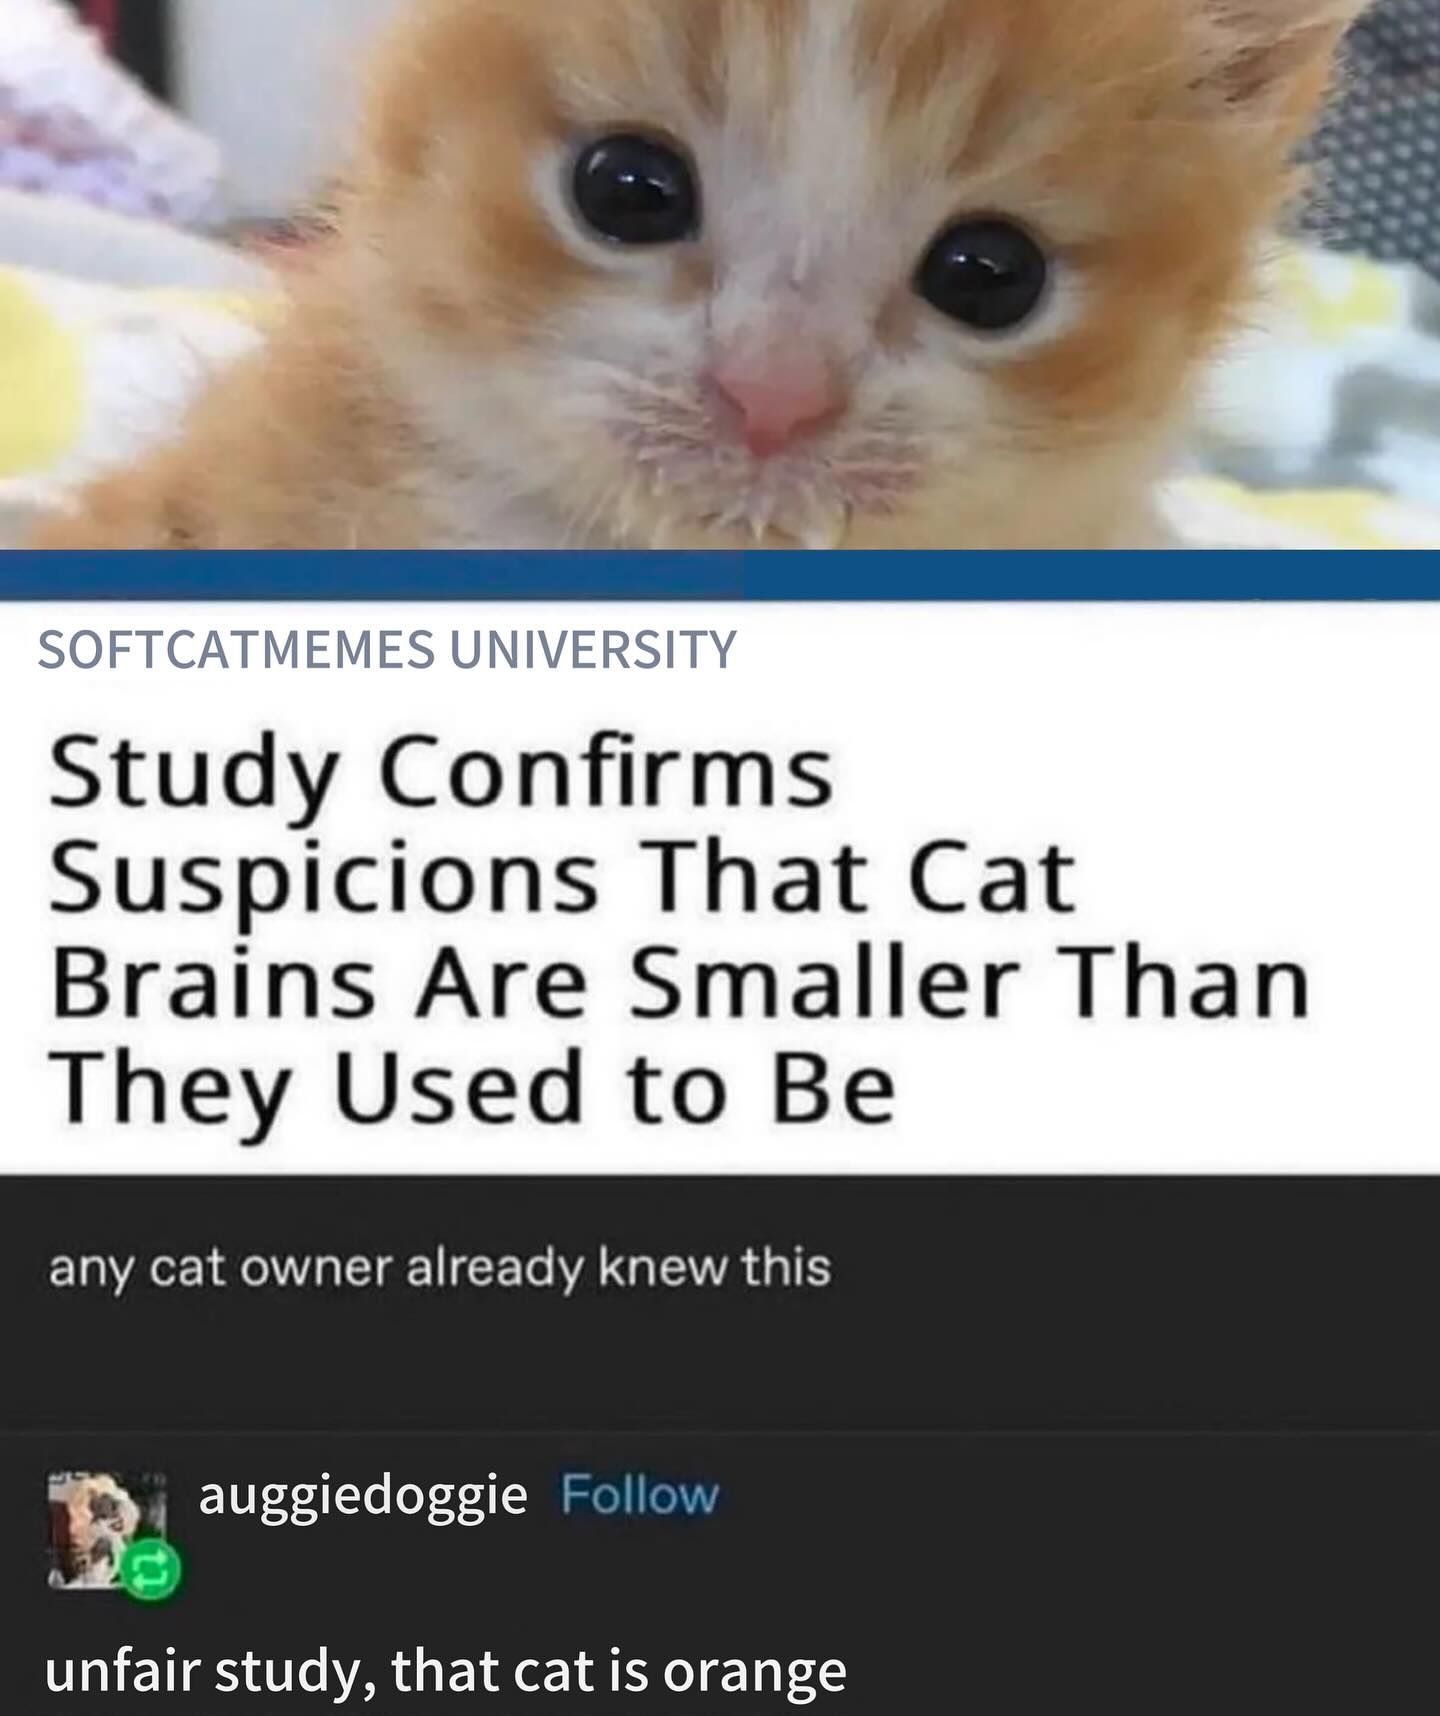 SOFTCATMEMES UNIVERSITY
Study Confirms
Suspicions That Cat
Brains Are Smaller Than
They Used to Be
any cat owner already knew this
auggiedoggie Follow
unfair study, that cat is orange